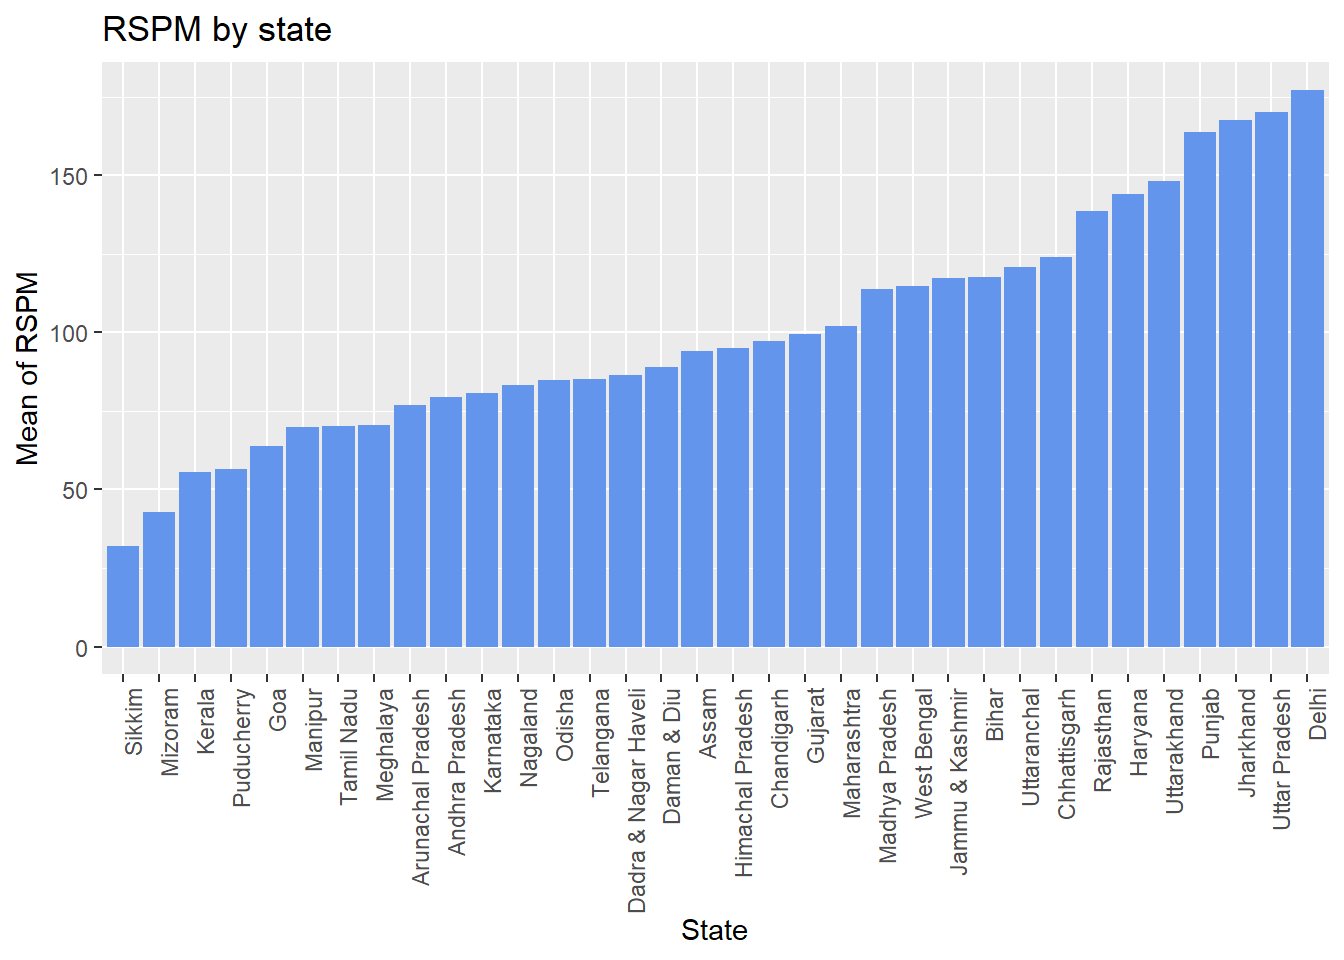 RSPM by state
Mean of RSPM
150
100
50
0
Sikkim
Mizoram
Kerala
Puducherry
Goa
Manipur
Tamil Nadu
Meghalaya
Arunachal Pradesh
Andhra Pradesh
Karnataka
Nagaland
Odisha
Telangana
Dadra & Nagar Haveli
Daman & Diu
Assam
Himachal Pradesh
Chandigarh
Gujarat
Maharashtra
Madhya Pradesh
West Bengal
Jammu & Kashmir
Bihar
Uttaranchal
Chhattisgarh
Rajasthan
Haryana
Uttarakhand
Punjab
Jharkhand
Uttar Pradesh
Delhi
State